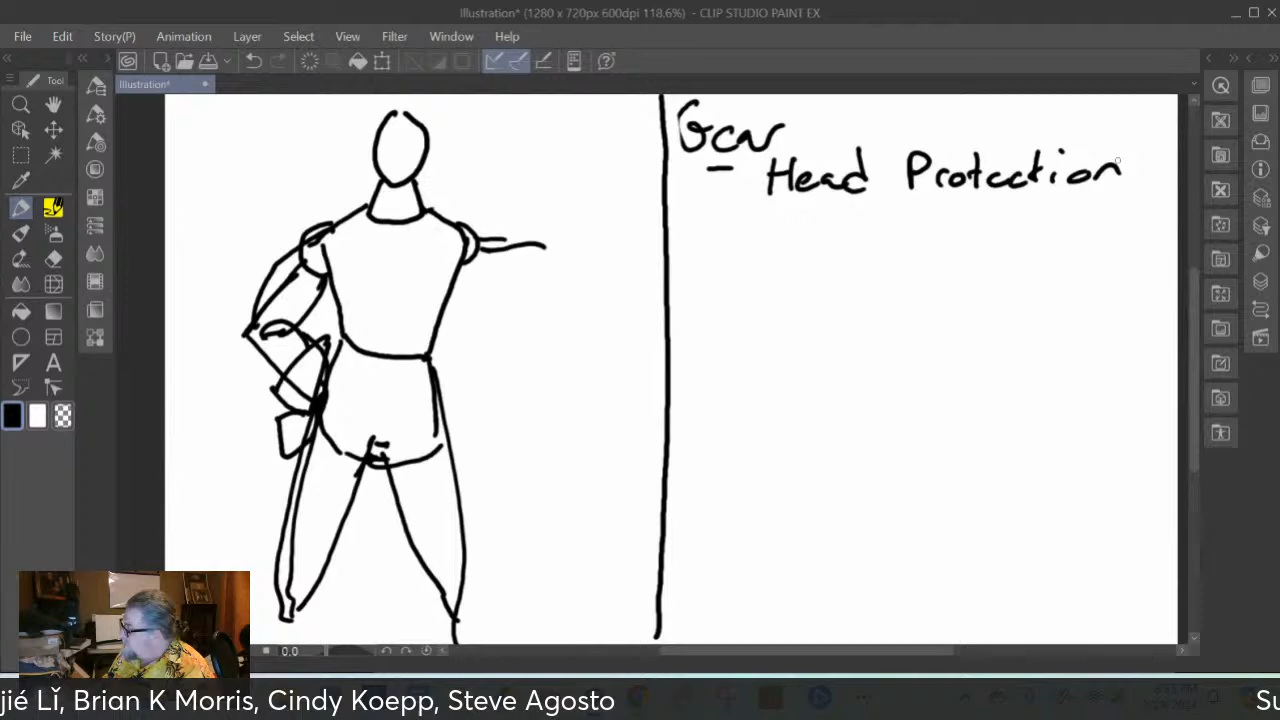 Illustration* (1280 x 720px 600dpi 118.6%) - CLIP STUDIO PAINT EX
File Edit Story(P) Animation Layer Select View Filter Window Help
Tool
Illustration*
Gear
Head Protection
0.0
jié Lǐ, Brian K Morris, Cindy Koepp, Steve Agosto
Su